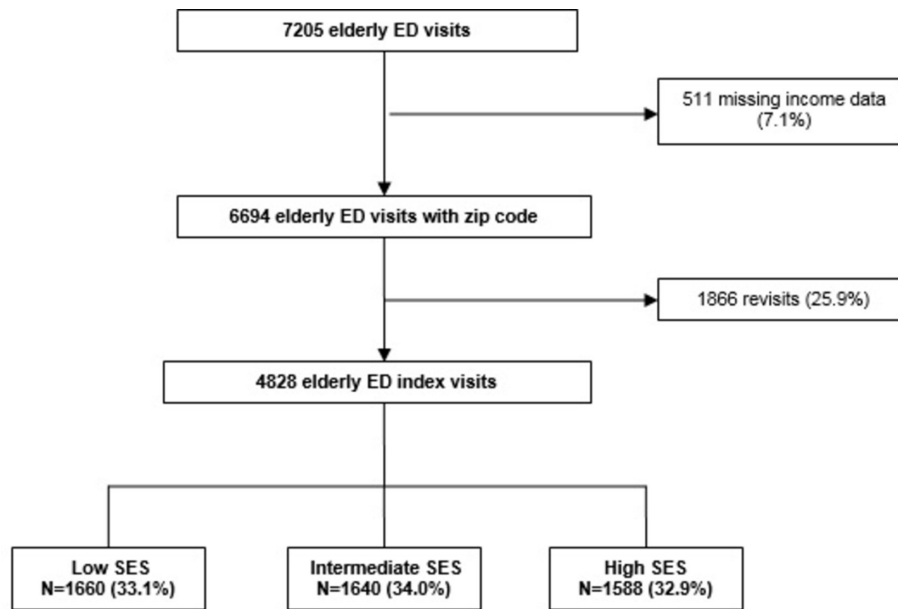 7205 elderly ED visits
511 missing income data
(7.1%)
6694 elderly ED visits with zip code
1866 revisits (25.9%)
4828 elderly ED index visits
Low SES
N=1660 (33.1%)
Intermediate SES
N=1640 (34.0%)
High SES
N=1588 (32.9%)